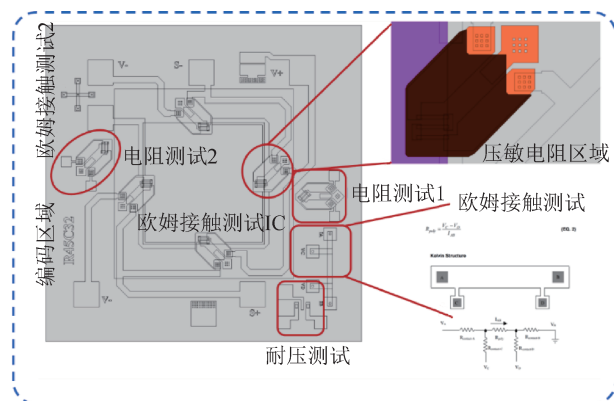 欧姆接触测试2
V-
S-
V+
电阻测试2
压敏电阻区域
电阻测试1
欧姆接触测试IC
欧姆接触测试
编码区域
Kelvin Structure
V-
S+
耐压测试